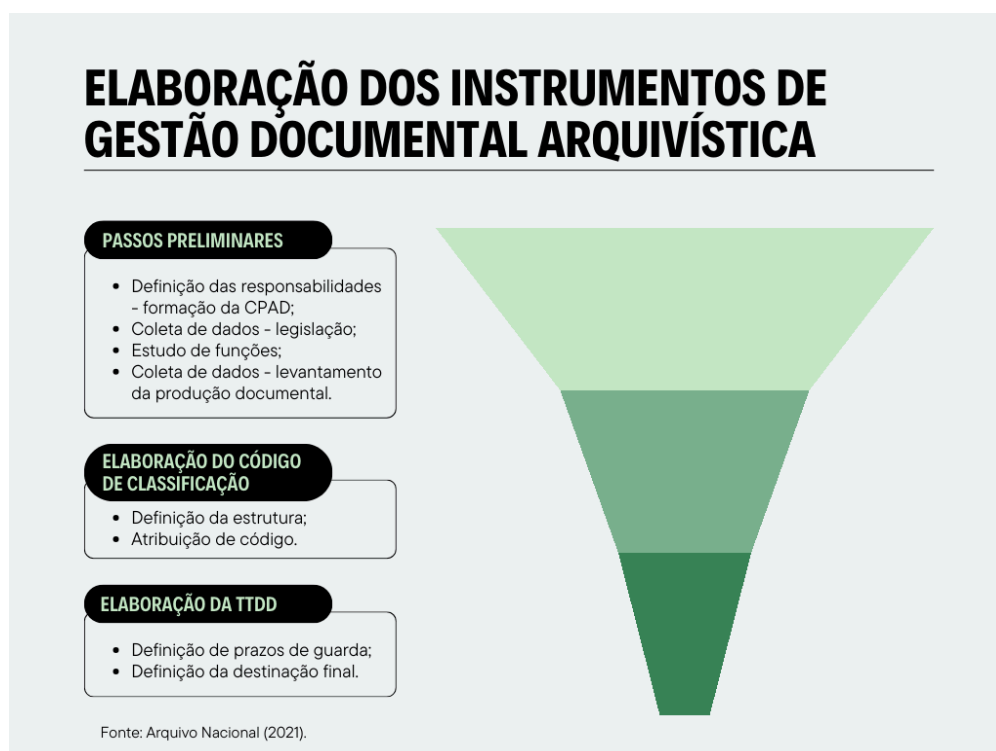 ELABORAÇÃO DOS INSTRUMENTOS DE
GESTÃO DOCUMENTAL ARQUIVÍSTICA
PASSOS PRELIMINARES
• Definição das responsabilidades
- formação da CPAD;
• Coleta de dados - legislação;
• Estudo de funções;
• Coleta de dados - levantamento
da produção documental.
ELABORAÇÃO DO CÓDIGO
DE CLASSIFICAÇÃO
• Definição da estrutura;
• Atribuição de código.
ELABORAÇÃO DA TTDD
• Definição de prazos de guarda;
• Definição da destinação final.
Fonte: Arquivo Nacional (2021).